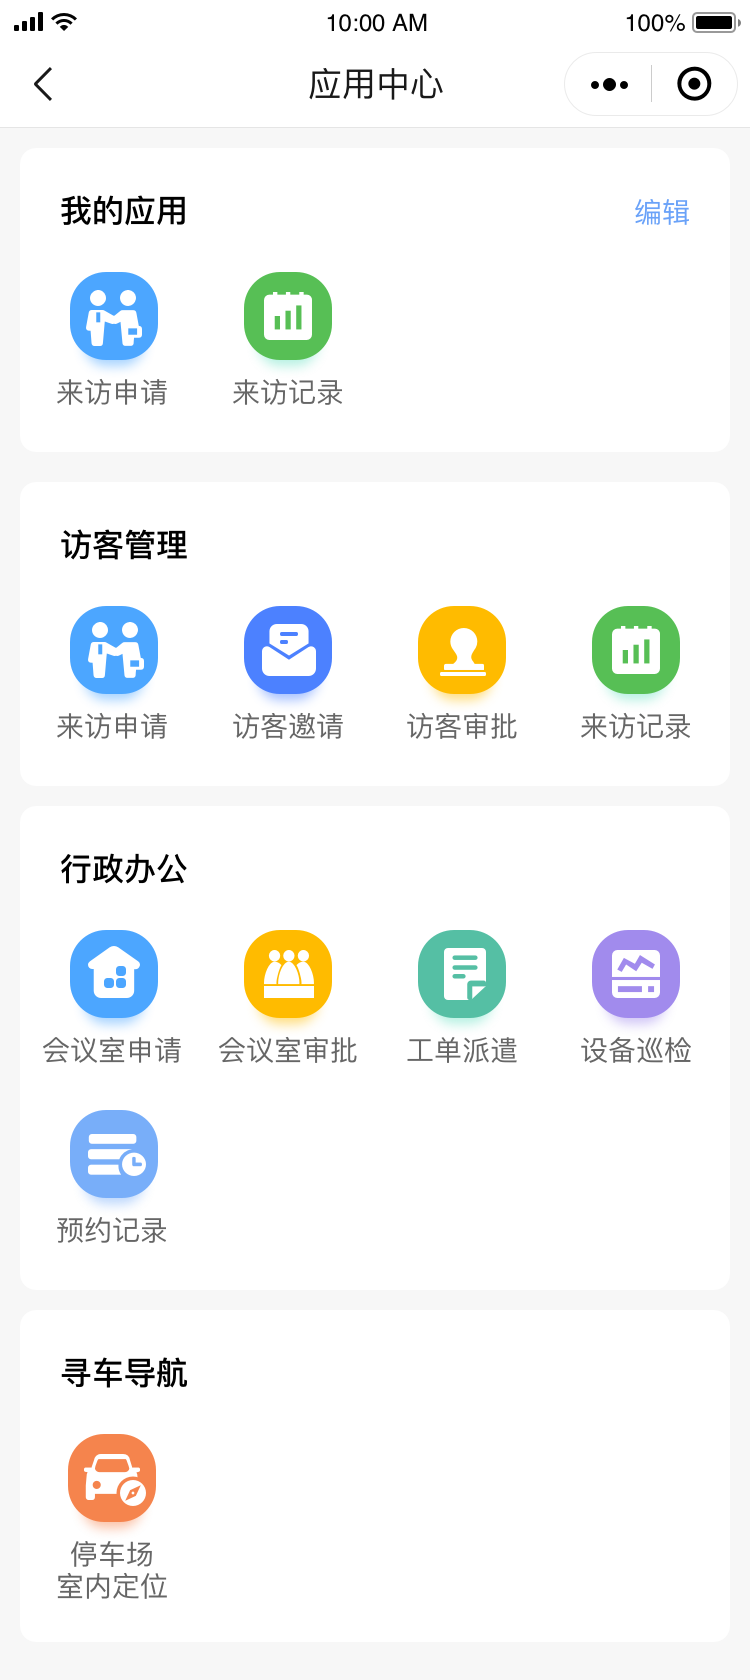 10:00 AM
100%
应用中心
我的应用
编辑
来访申请
来访记录
访客管理
来访申请
访客邀请
访客审批
来访记录
行政办公
会议室申请
会议室审批
工单派遣
设备巡检
预约记录
寻车导航
停车场
室内定位